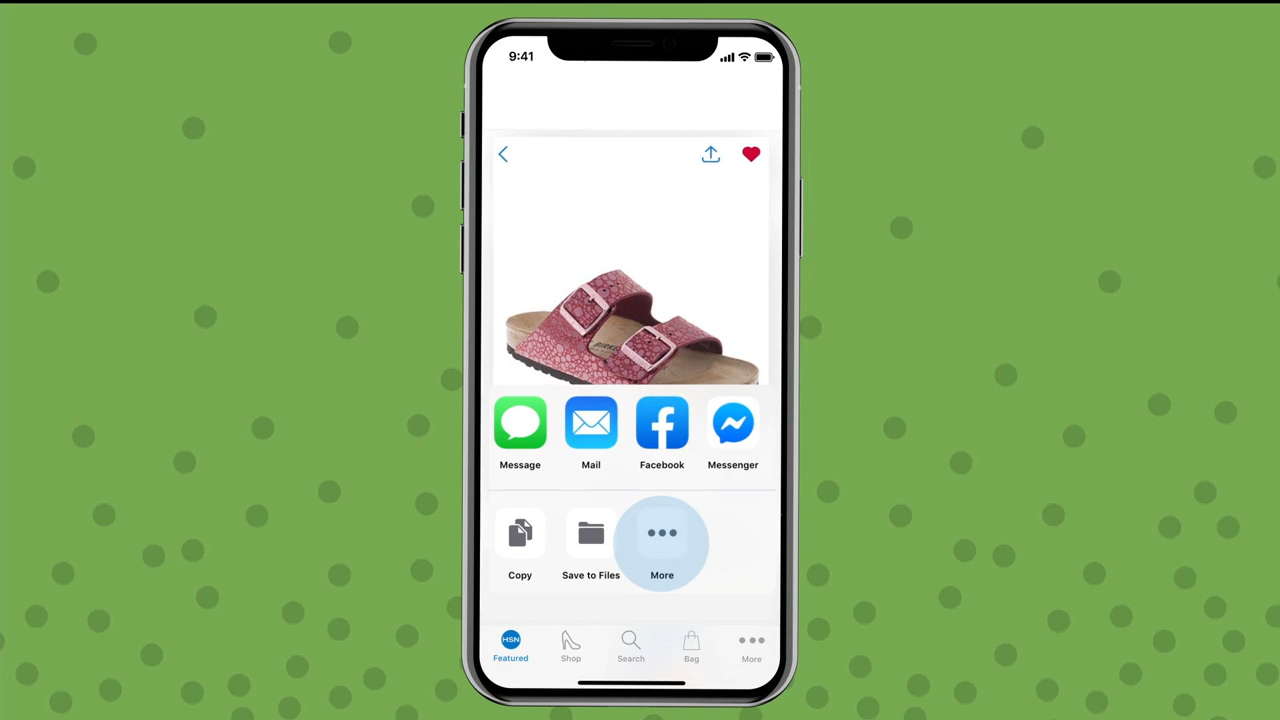 9:41
Message Mail Facebook Messenger
Copy Save to Files More
HSN
Featured Shop Search Bag More